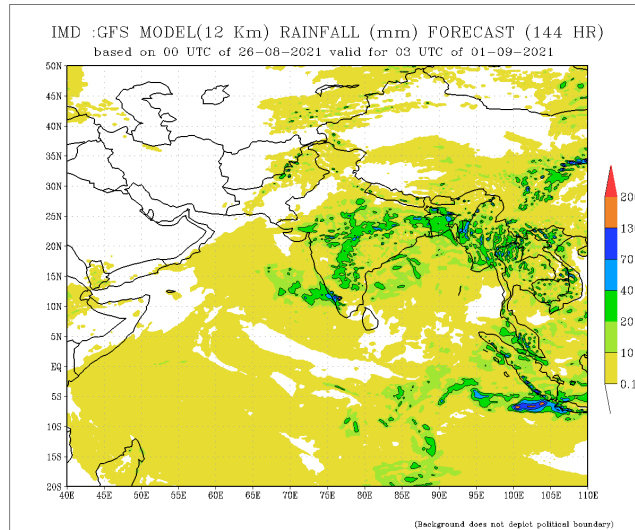 IMD :GFS MODEL(12 Km) RAINFALL (mm) FORECAST (144 HR)
based on 00 UTC of 26-08-2021 valid for 03 UTC of 01-09-2021
50N
45N
40N
35N
30N
25N
20N
15N
10N
5N
EQ
5S
10S
15S
20S
40E 45E 50E 55E 60E 65E 70E 75E 80E 85E 90E 95E 100E 105E 110E
20
13
70
40
20
10
0.1
(Background does not depict political boundary)